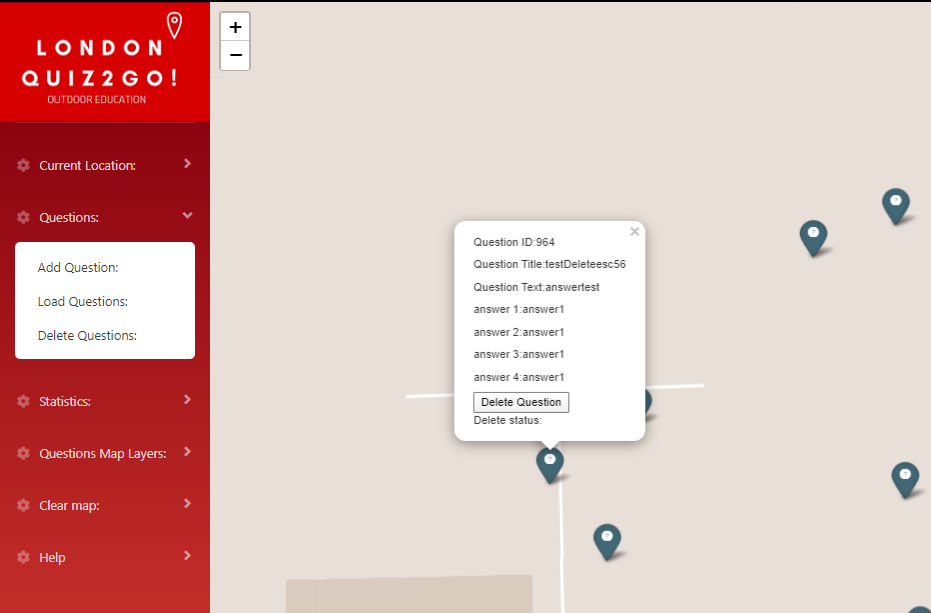 LONDON
QUIZ2GO!
OUTDOOR EDUCATION
Current Location:
Questions:
Add Question:
Load Questions:
Delete Questions:
Statistics:
Questions Map Layers:
Clear map:
Help
+
−
×
Question ID:964
Question Title:testDeleteesc56
Question Text:answertest
answer 1:answer1
answer 2:answer1
answer 3:answer1
answer 4:answer1
Delete Question
Delete status:
?
?
?
?
?